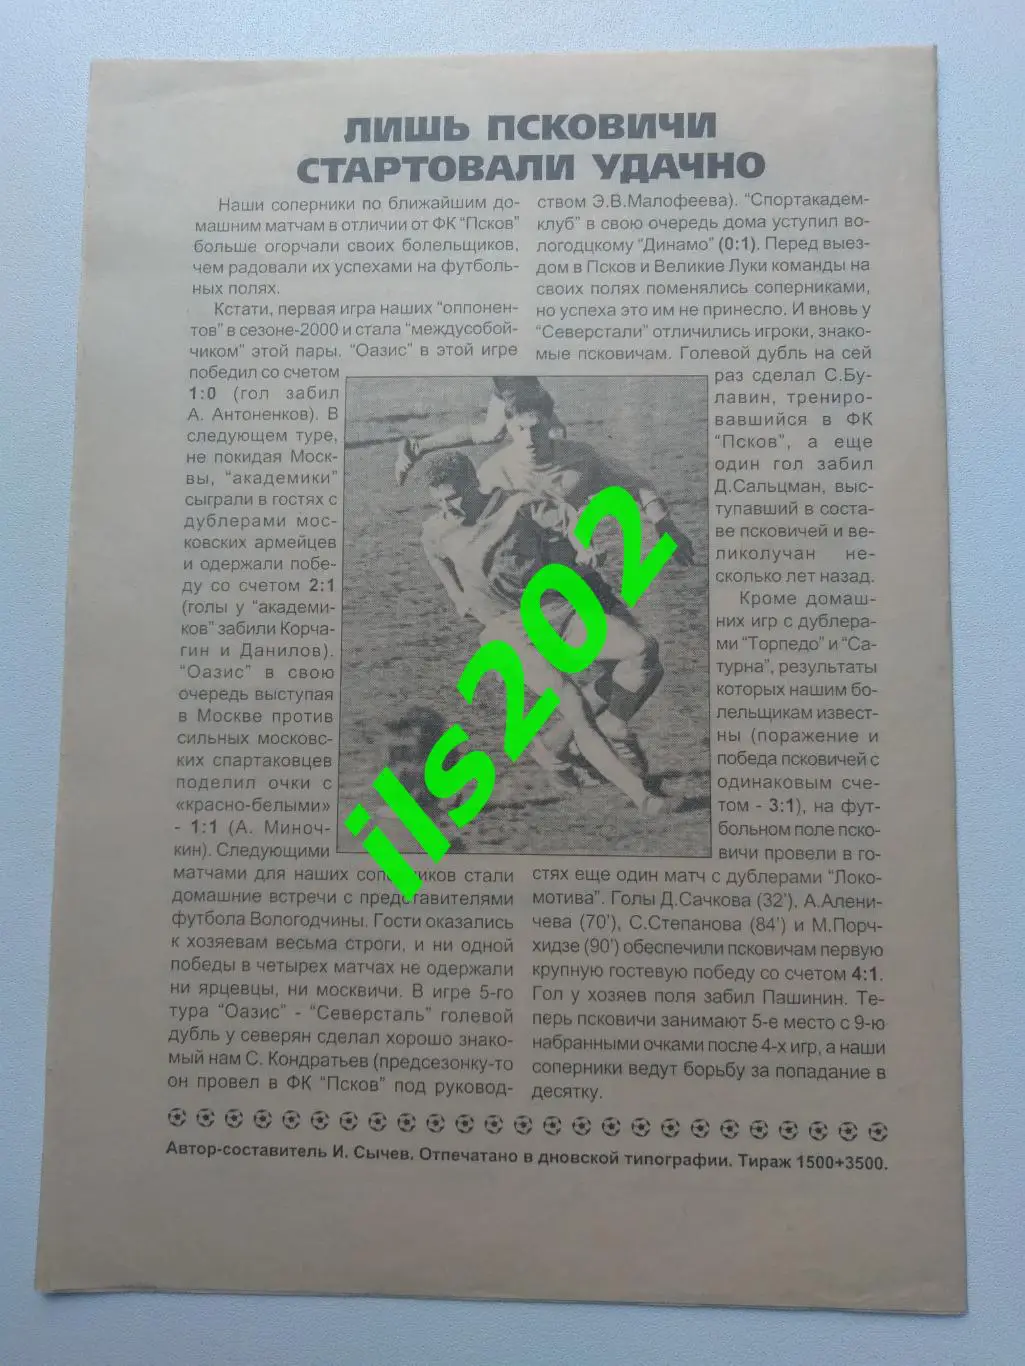 ЛИШЬ ПСКОВИЧИ
СТАРТОВАЛИ УДАЧНО
Наши соперники по ближайшим до-
машним матчам в отличии от ФК "Псков"
больше огорчали своих болельщиков,
чем радовали их успехами на футболь-
ных полях.
Кстати, первая игра наших "оппонен-
тов" в сезоне-2000 и стала "междусобой-
чиком" этой пары. "Оазис" в этой игре
победил со счетом
1:0 (гол забил
А. Антоненков). В
следующем туре,
не покидая Моск-
вы, "академики"
сыграли в гостях с
дублерами мос-
ковских армейцев
и одержали побе-
ду со счетом 2:1
(голы у "академи-
ков" забили Корча-
гин и Данилов).
"Оазис" в свою
очередь выступая
в Москве против
сильных московс-
ких спартаковцев
поделил очки с
«красно-белыми»
- 1:1 (А. Миноч-
кин). Следующими
матчами для наших соперников стали
домашние встречи с представителями
футбола Вологодчины. Гости оказались
к хозяевам весьма строги, и ни одной
победы в четырех матчах не одержали
ни ярцевцы, ни москвичи. В игре 5-го
тура "Оазис" - "Северсталь" голевой
дубль у северян сделал хорошо знако-
мый нам С. Кондратьев (предсезонку-то
он провел в ФК "Псков" под руковод-
ством Э.В.Малофеева). "Спортакадем-
клуб" в свою очередь дома уступил во-
логодцкому "Динамо" (0:1). Перед выез-
дом в Псков и Великие Луки команды на
своих полях поменялись соперниками,
но успеха это им не принесло. И вновь у
"Северстали" отличились игроки, знако-
мые псковичам. Голевой дубль на сей
раз сделал С.Бу-
лавин, трениро-
вавшийся в ФК
"Псков", а еще
один гол забил
Д.Сальцман, выс-
тупавший в соста-
ве псковичей и ве-
ликолучан не-
сколько лет назад.
Кроме домаш-
них игр с дублера-
ми "Торпедо" и "Са-
турна", результаты
которых нашим бо-
лельщикам извест-
ны (поражение и
победа псковичей с
одинаковым сче-
том - 3:1), на фут-
больном поле пско-
вичи провели в го-
стях еще один матч с дублерами "Локо-
мотива". Голы Д.Сачкова (32'), А.Алени-
чева (70'), С.Степанова (84') и М.Порч-
хидзе (90') обеспечили псковичам первую
крупную гостевую победу со счетом 4:1.
Гол у хозяев поля забил Пашинин. Те-
перь псковичи занимают 5-е место с 9-ю
набранными очками после 4-х игр, а наши
соперники ведут борьбу за попадание в
десятку.
Автор-составитель И. Сычев. Отпечатано в дновской типографии. Тираж 1500+3500.
ils202